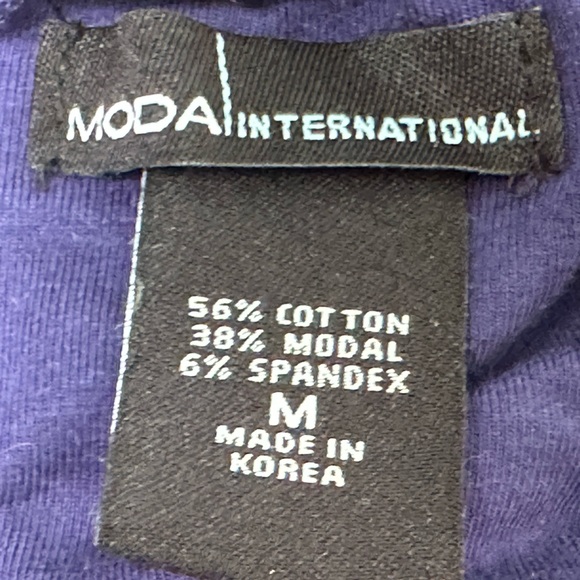 MODA INTERNATIONAL
56% COTTON
38% MODAL
6% SPANDEX
M
MADE IN
KOREA